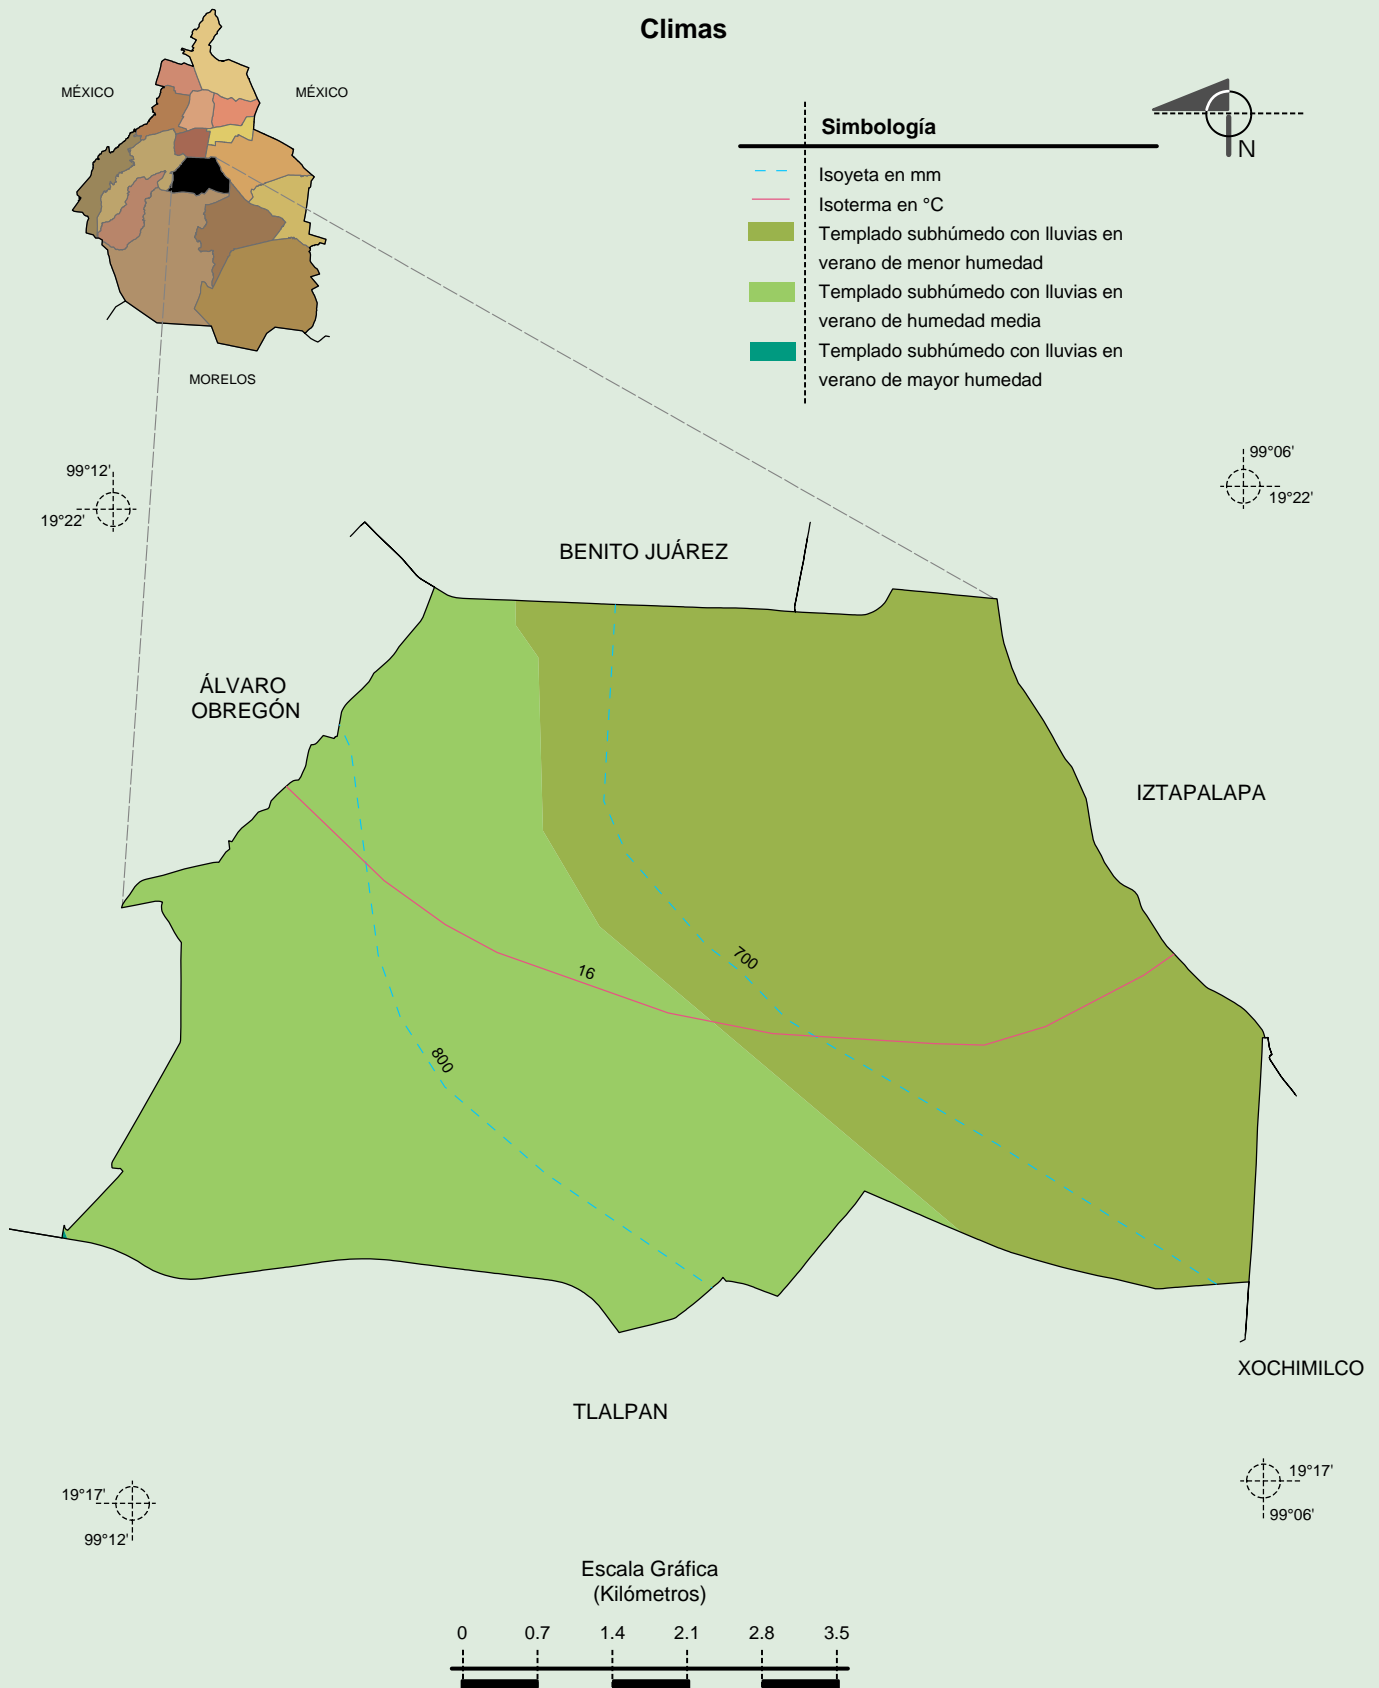 Climas
MÉXICO
MÉXICO
MORELOS
N
Simbología
Isoyeta en mm
Isoterma en °C
Templado subhúmedo con lluvias en
verano de menor humedad
Templado subhúmedo con lluvias en
verano de humedad media
Templado subhúmedo con lluvias en
verano de mayor humedad
99°12'
19°22'
99°06'
19°22'
BENITO JUÁREZ
ÁLVARO
OBREGÓN
IZTAPALAPA
700
16
800
XOCHIMILCO
TLALPAN
19°17'
99°12'
19°17'
99°06'
Escala Gráfica
(Kilómetros)
0 0.7 1.4 2.1 2.8 3.5